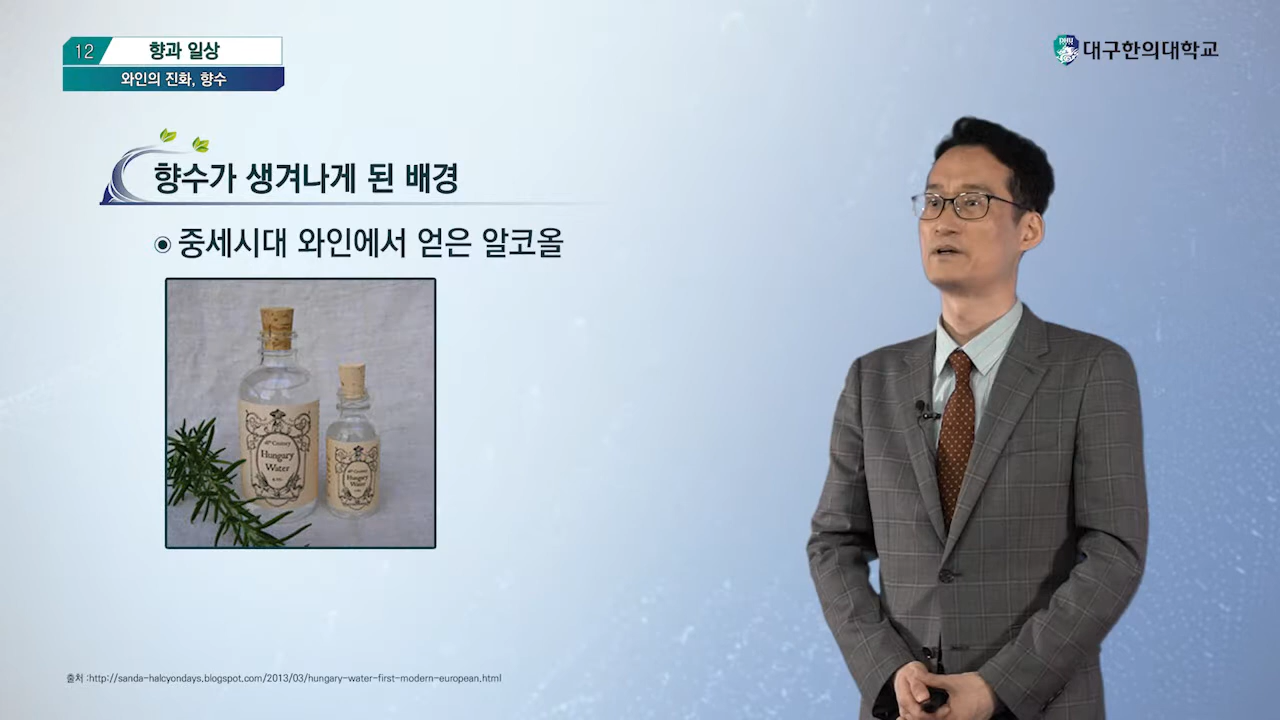 12
향과 일상
와인의 진화, 향수
대구한의대학교
향수가 생겨나게 된 배경
중세시대 와인에서 얻은 알코올
Hungary
Water
Hungary
Water
출처 :http://sanda-halcyondays.blogspot.com/2013/03/hungary-water-first-modern-european.html